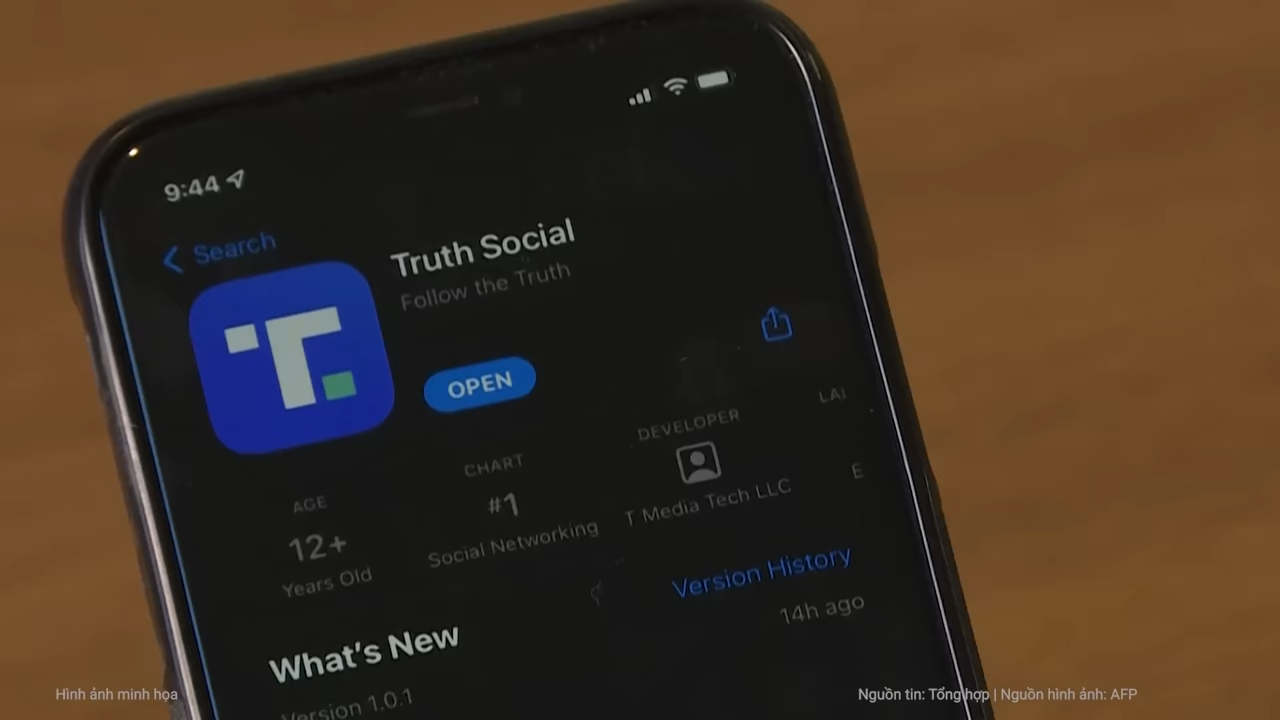 9:44
Search
Truth Social
Follow the Truth
OPEN
AGE
12+
Years Old
CHART
#1
Social Networking
DEVELOPER
T Media Tech LLC
LA
E
What's New
Version History
Version 1.0.1
14h ago
Hình ảnh minh họa
Nguồn tin: Tổng hợp | Nguồn hình ảnh: AFP